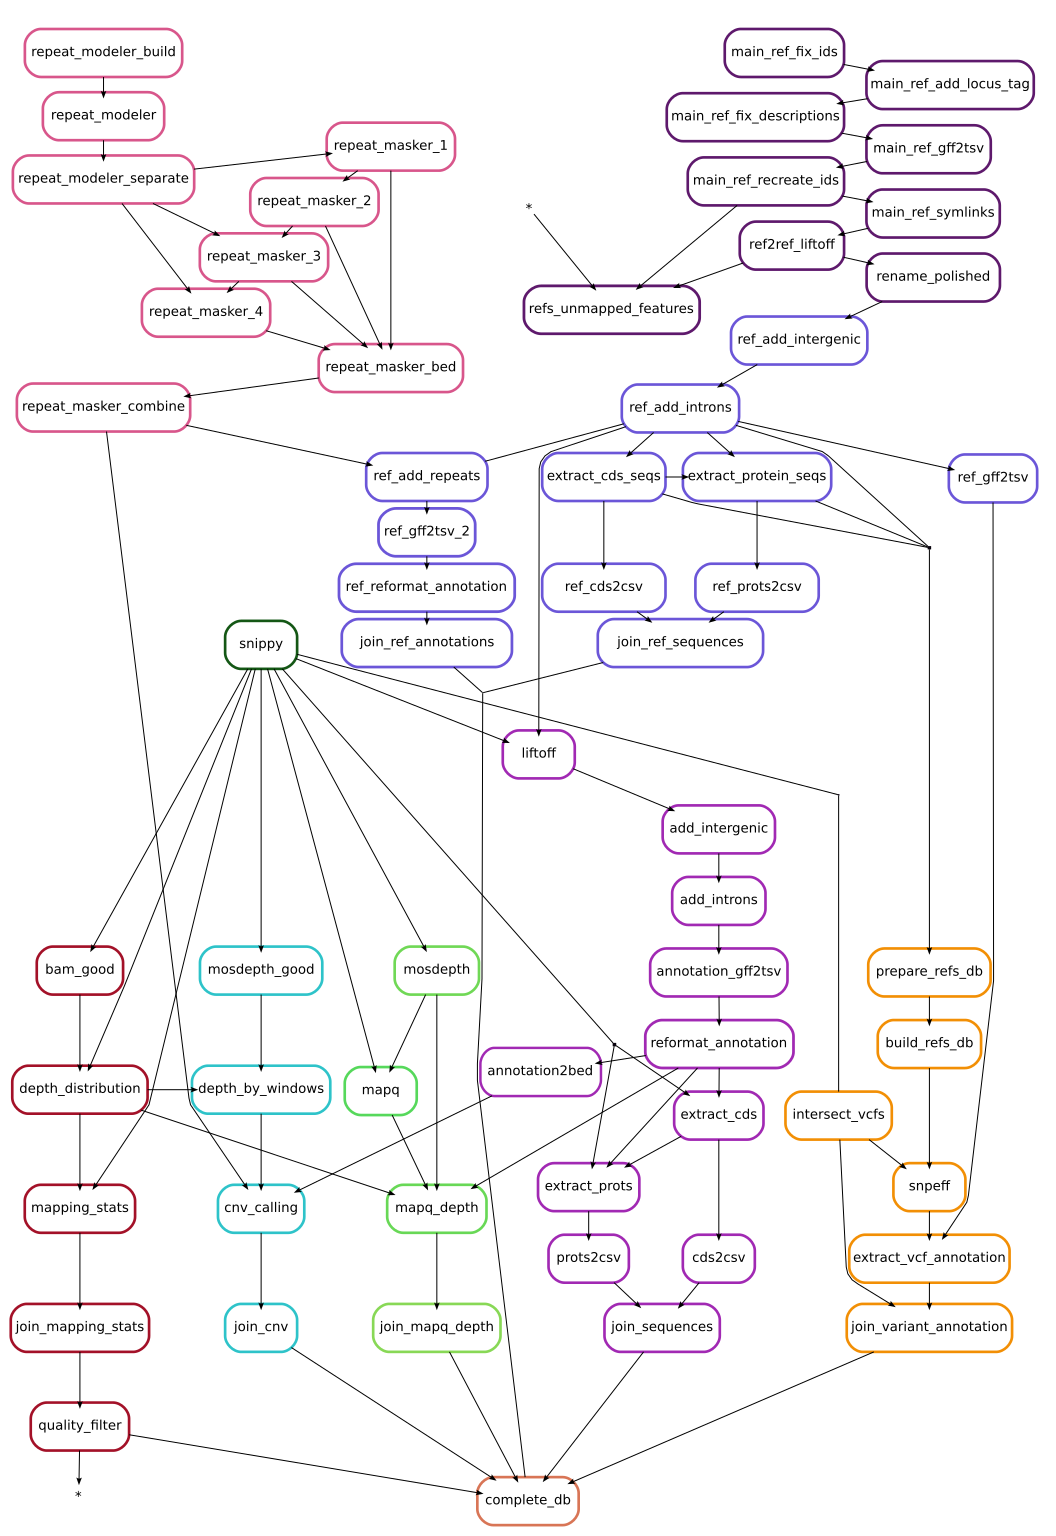 repeat_modeler_build
main_ref_fix_ids
main_ref_add_locus_tag
repeat_modeler
main_ref_fix_descriptions
repeat_masker_1
main_ref_gff2tsv
repeat_modeler_separate
main_ref_recreate_ids
repeat_masker_2
*
main_ref_symlinks
ref2ref_liftoff
repeat_masker_3
rename_polished
repeat_masker_4
refs_unmapped_features
ref_add_intergenic
repeat_masker_bed
repeat_masker_combine
ref_add_introns
ref_add_repeats
extract_cds_seqs
extract_protein_seqs
ref_gff2tsv
ref_gff2tsv_2
ref_reformat_annotation
ref_cds2csv
ref_prots2csv
snippy
join_ref_annotations
join_ref_sequences
liftoff
add_intergenic
add_introns
bam_good
mosdepth_good
mosdepth
annotation_gff2tsv
prepare_refs_db
reformat_annotation
build_refs_db
annotation2bed
depth_distribution
depth_by_windows
mapq
extract_cds
intersect_vcfs
extract_prots
snpeff
mapping_stats
cnv_calling
mapq_depth
prots2csv
cds2csv
extract_vcf_annotation
join_mapping_stats
join_cnv
join_mapq_depth
join_sequences
join_variant_annotation
quality_filter
*
complete_db